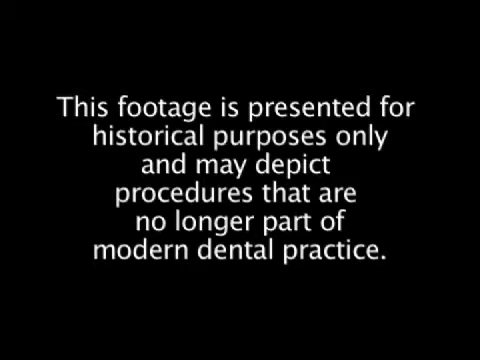 This footage is presented for
historical purposes only
and may depict
procedures that are
no longer part of
modern dental practice.